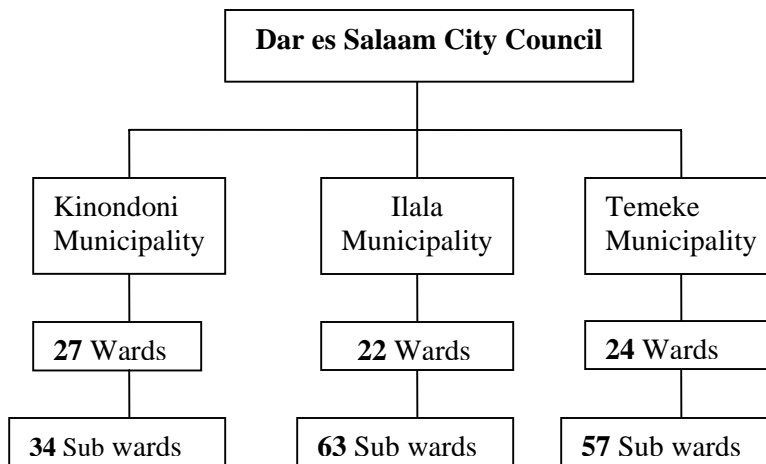 Dar es Salaam City Council
Kinondoni
Municipality
Ilala
Municipality
Temeke
Municipality
27 Wards
22 Wards
24 Wards
34 Sub wards
63 Sub wards
57 Sub wards